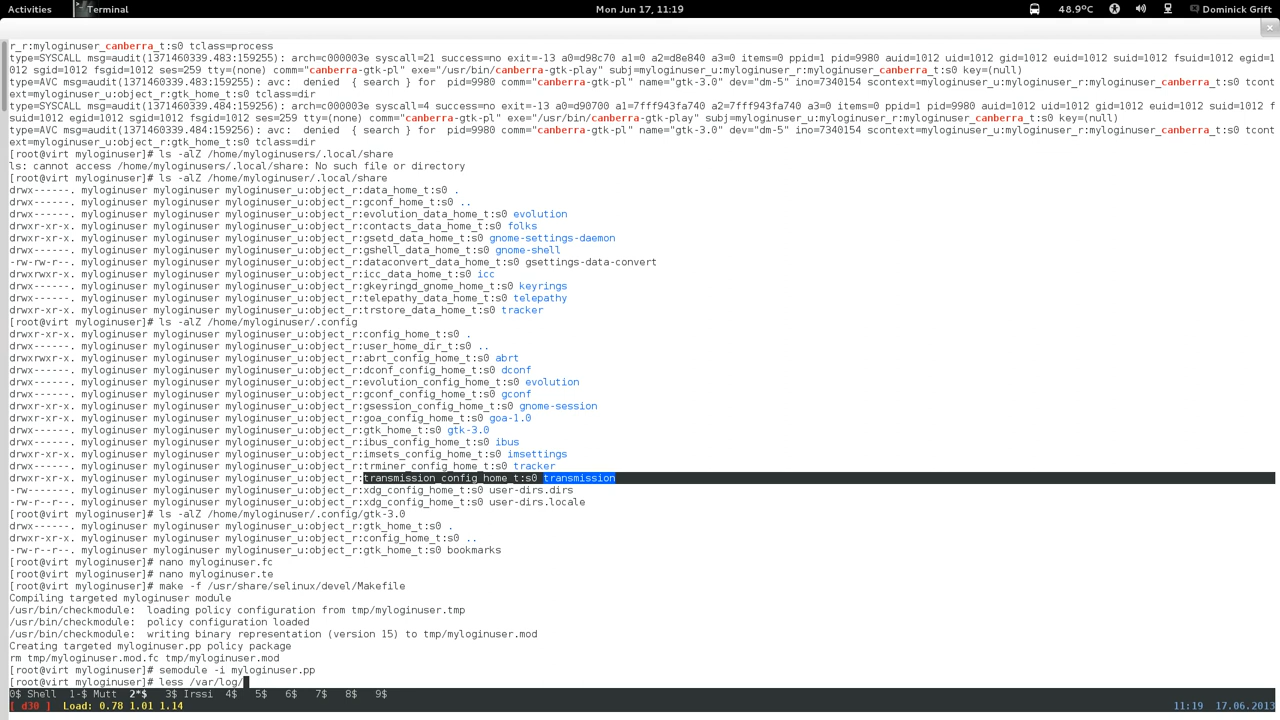 Activities Terminal Mon Jun 17, 11:19 48.9°C Dominick Grift
r_r:myloginuser_canberra_t:s0 tclass=process
type=SYSCALL msg=audit(1371460339.483:159255): arch=c000003e syscall=21 success=no exit=-13 a0=d98c70 a1=0 a2=d8e840 a3=0 items=0 ppid=1 pid=9980 auid=1012 uid=1012 gid=1012 euid=1012 suid=1012 fsuid=1012 egid=1
012 sgid=1012 fsgid=1012 ses=259 tty=(none) comm="canberra-gtk-pl" exe="/usr/bin/canberra-gtk-play" subj=myloginuser_u:myloginuser_r:myloginuser_canberra_t:s0 key=(null)
type=AVC msg=audit(1371460339.483:159255): avc:  denied  { search } for  pid=9980 comm="canberra-gtk-pl" name="gtk-3.0" dev="dm-5" ino=7340154 scontext=myloginuser_u:myloginuser_r:myloginuser_canberra_t:s0 tcont
ext=myloginuser_u:object_r:gtk_home_t:s0 tclass=dir
type=SYSCALL msg=audit(1371460339.484:159256): arch=c000003e syscall=4 success=no exit=-13 a0=d90700 a1=7fff943fa740 a2=7fff943fa740 a3=0 items=0 ppid=1 pid=9980 auid=1012 uid=1012 gid=1012 euid=1012 suid=1012 f
suid=1012 egid=1012 sgid=1012 fsgid=1012 ses=259 tty=(none) comm="canberra-gtk-pl" exe="/usr/bin/canberra-gtk-play" subj=myloginuser_u:myloginuser_r:myloginuser_canberra_t:s0 key=(null)
type=AVC msg=audit(1371460339.484:159256): avc:  denied  { search } for  pid=9980 comm="canberra-gtk-pl" name="gtk-3.0" dev="dm-5" ino=7340154 scontext=myloginuser_u:myloginuser_r:myloginuser_canberra_t:s0 tcont
ext=myloginuser_u:object_r:gtk_home_t:s0 tclass=dir
[root@virt myloginuser]# ls -alZ /home/myloginusers/.local/share
ls: cannot access /home/myloginusers/.local/share: No such file or directory
[root@virt myloginuser]# ls -alZ /home/myloginuser/.local/share
drwx------. myloginuser myloginuser myloginuser_u:object_r:data_home_t:s0 .
drwx------. myloginuser myloginuser myloginuser_u:object_r:gconf_home_t:s0 ..
drwx------. myloginuser myloginuser myloginuser_u:object_r:evolution_data_home_t:s0 evolution
drwxr-xr-x. myloginuser myloginuser myloginuser_u:object_r:contacts_data_home_t:s0 folks
drwxr-xr-x. myloginuser myloginuser myloginuser_u:object_r:gsetd_data_home_t:s0 gnome-settings-daemon
drwx------. myloginuser myloginuser myloginuser_u:object_r:gshell_data_home_t:s0 gnome-shell
-rw-rw-r--. myloginuser myloginuser myloginuser_u:object_r:dataconvert_data_home_t:s0 gsettings-data-convert
drwxrwxr-x. myloginuser myloginuser myloginuser_u:object_r:icc_data_home_t:s0 icc
drwx------. myloginuser myloginuser myloginuser_u:object_r:gkeyringd_gnome_home_t:s0 keyrings
drwx------. myloginuser myloginuser myloginuser_u:object_r:telepathy_data_home_t:s0 telepathy
drwxr-xr-x. myloginuser myloginuser myloginuser_u:object_r:trstore_data_home_t:s0 tracker
[root@virt myloginuser]# ls -alZ /home/myloginuser/.config
drwxr-xr-x. myloginuser myloginuser myloginuser_u:object_r:config_home_t:s0 .
drwxr-xr-x. myloginuser myloginuser myloginuser_u:object_r:user_home_dir_t:s0 ..
drwxrwxr-x. myloginuser myloginuser myloginuser_u:object_r:abrt_config_home_t:s0 abrt
drwx------. myloginuser myloginuser myloginuser_u:object_r:dconf_config_home_t:s0 dconf
drwx------. myloginuser myloginuser myloginuser_u:object_r:evolution_config_home_t:s0 evolution
drwx------. myloginuser myloginuser myloginuser_u:object_r:gconf_config_home_t:s0 gconf
drwxr-xr-x. myloginuser myloginuser myloginuser_u:object_r:gsession_config_home_t:s0 gnome-session
drwxr-xr-x. myloginuser myloginuser myloginuser_u:object_r:goa_config_home_t:s0 goa-1.0
drwx------. myloginuser myloginuser myloginuser_u:object_r:gtk_home_t:s0 gtk-3.0
drwxr-xr-x. myloginuser myloginuser myloginuser_u:object_r:ibus_config_home_t:s0 ibus
drwxr-xr-x. myloginuser myloginuser myloginuser_u:object_r:imsets_config_home_t:s0 imsettings
drwx------. myloginuser myloginuser myloginuser_u:object_r:trminer_config_home_t:s0 tracker
drwxr-xr-x. myloginuser myloginuser myloginuser_u:object_r:transmission_config_home_t:s0 transmission
-rw-------. myloginuser myloginuser myloginuser_u:object_r:xdg_config_home_t:s0 user-dirs.dirs
-rw-r--r--. myloginuser myloginuser myloginuser_u:object_r:xdg_config_home_t:s0 user-dirs.locale
[root@virt myloginuser]# ls -alZ /home/myloginuser/.config/gtk-3.0
drwx------. myloginuser myloginuser myloginuser_u:object_r:gtk_home_t:s0 .
drwxr-xr-x. myloginuser myloginuser myloginuser_u:object_r:config_home_t:s0 ..
-rw-r--r--. myloginuser myloginuser myloginuser_u:object_r:gtk_home_t:s0 bookmarks
[root@virt myloginuser]# nano myloginuser.fc
[root@virt myloginuser]# nano myloginuser.te
[root@virt myloginuser]# make -f /usr/share/selinux/devel/Makefile
Compiling targeted myloginuser module
/usr/bin/checkmodule:  loading policy configuration from tmp/myloginuser.tmp
/usr/bin/checkmodule:  policy configuration loaded
/usr/bin/checkmodule:  writing binary representation (version 15) to tmp/myloginuser.mod
Creating targeted myloginuser.pp policy package
rm tmp/myloginuser.mod.fc tmp/myloginuser.mod
[root@virt myloginuser]# semodule -i myloginuser.pp
[root@virt myloginuser]# less /var/log/
0$ Shell  1-$ Mutt  2*$  3$ Irssi  4$  5$  6$  7$  8$  9$
[ d30 ]  Load: 0.78 1.01 1.14  11:19  17.06.2013